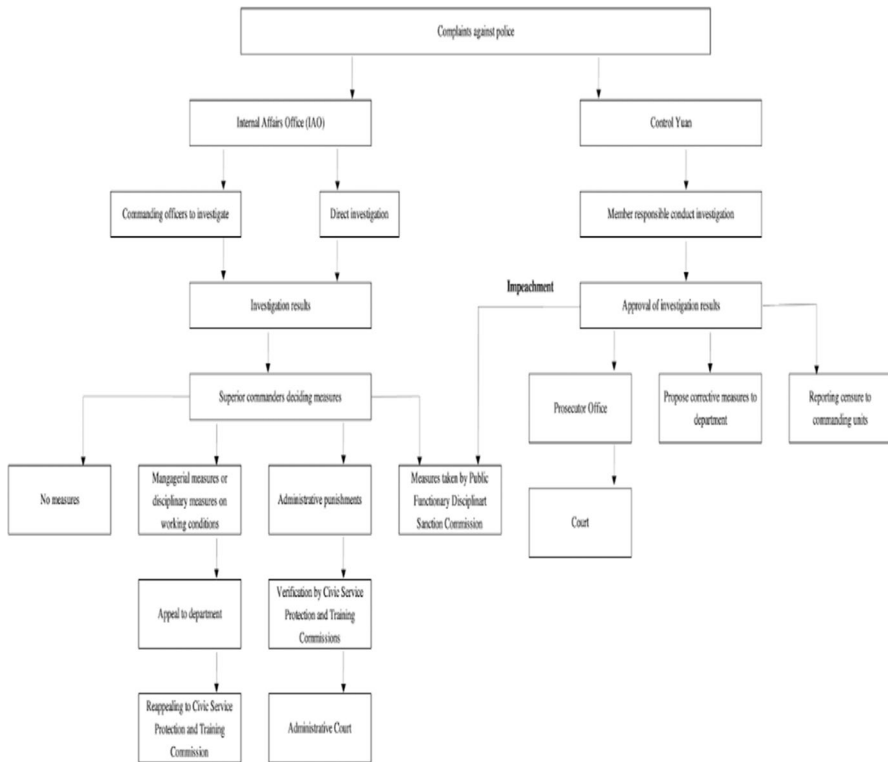 Complaints against police
Internal Affairs Office (IAO)
Control Yuan
Commanding officers to investigate
Direct investigation
Member responsible conduct investigation
Impeachment
Investigation results
Approval of investigation results
Superior commanders deciding measures
Prosecutor Office
Propose corrective measures to
department
Reporting censure to
commanding units
No measures
Mangagerial measures or
disciplinary measures on
working conditions
Administrative punishments
Measures taken by Public
Functionary Disciplinart
Sanction Commission
Court
Appeal to department
Verification by Civic Service
Protection and Training
Commissions
Reappealing to Civic Service
Protection and Training
Commission
Administrative Court